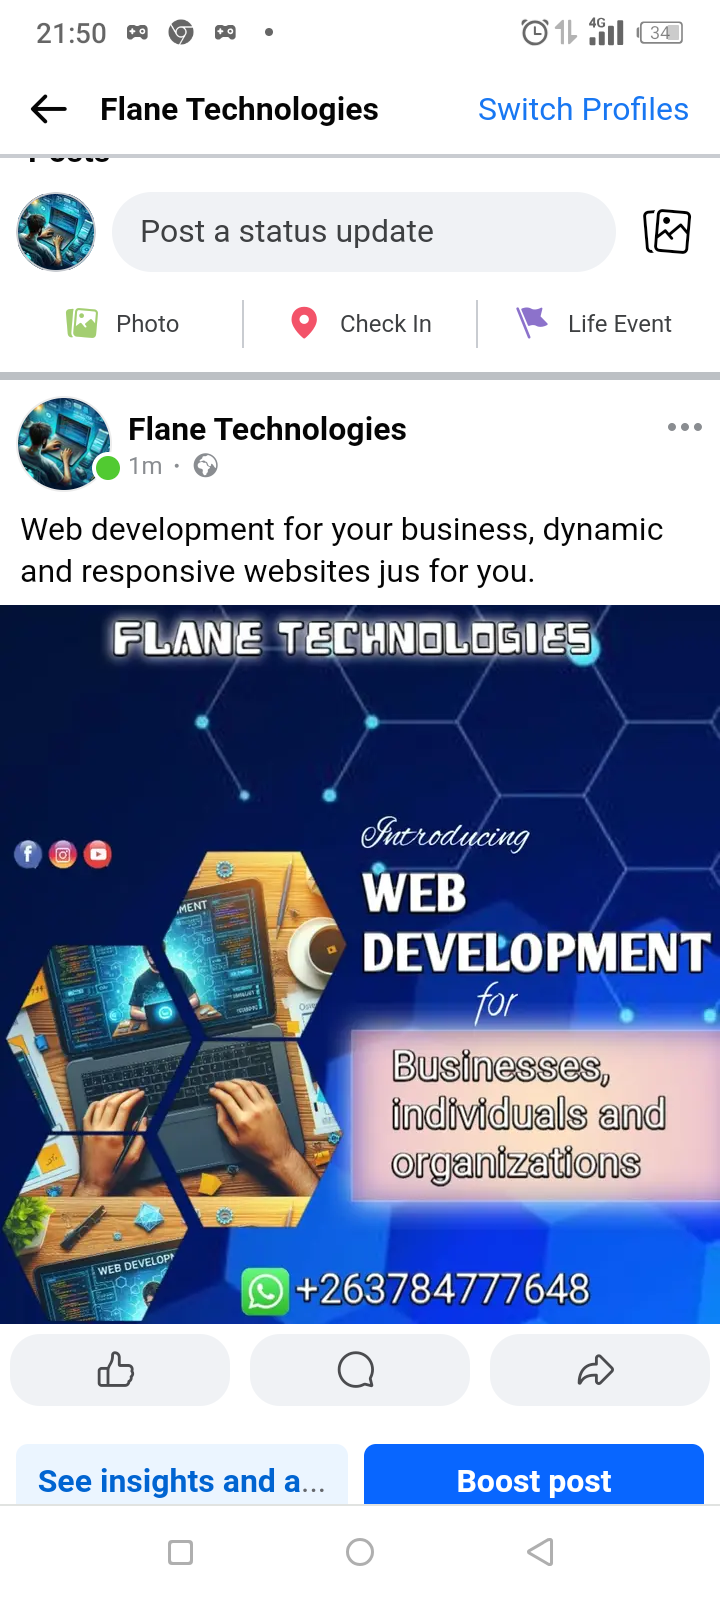 21:50
4G
34
Flane Technologies
Switch Profiles
Posts
Post a status update
Photo
Check In
Life Event
Flane Technologies
1m
Web development for your business, dynamic
and responsive websites jus for you.
FLANE TECHNOLOGIES
Introducing
WEB
DEVELOPMENT
for
Businesses,
individuals and
organizations
MENT
WEB DEVELOPM
+263784777648
See insights and a...
Boost post